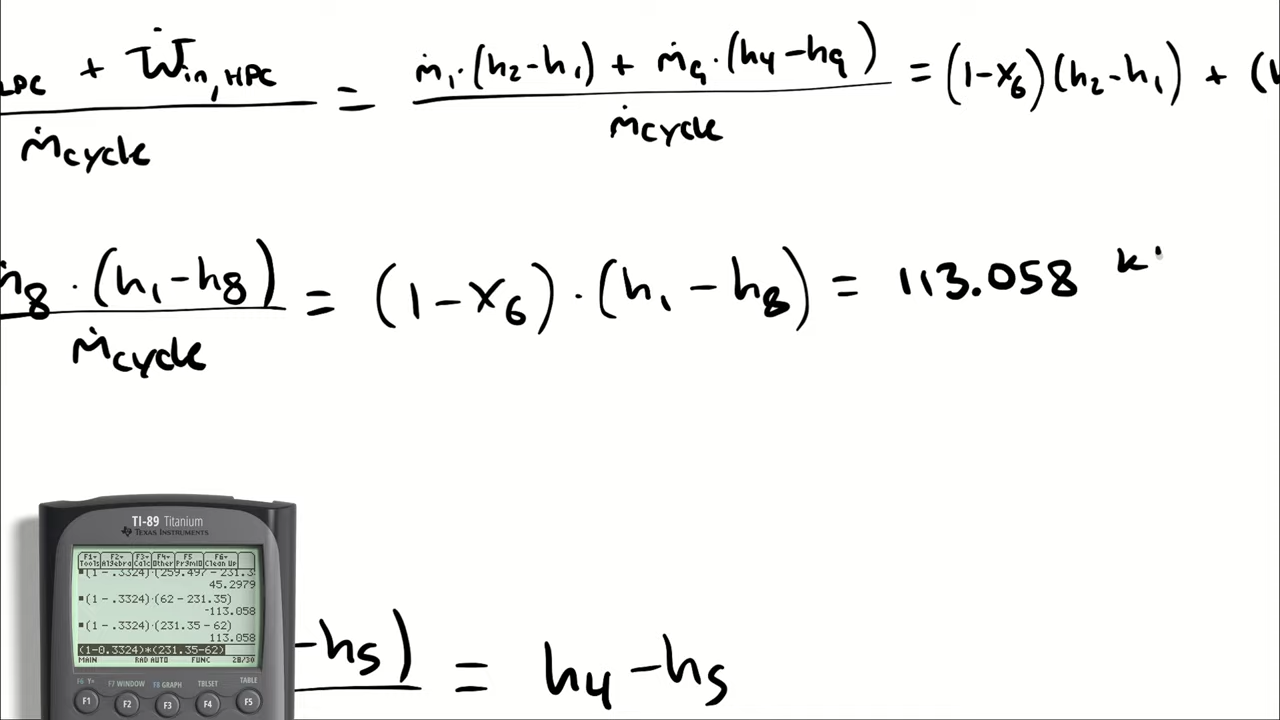 LPC + Ẇin,HPC / ṁcycle = ṁ1·(h2-h1) + ṁ9·(h4-h9) / ṁcycle = (1-x6)(h2-h1) + (
ṁ8·(h1-h8) / ṁcycle = (1-x6)·(h1-h8) = 113.058 k
-h5) = h4-h5
TI-89 Titanium
TEXAS INSTRUMENTS
F1 Tools F2 Algebra F3 Calc F4 Other F5 PrgmIO F6 Clean Up
(1-.3324)·(259.497-231.3
45.2979
(1-.3324)·(62-231.35)
-113.058
(1-.3324)·(231.35-62)
113.058
(1-0.3324)*(231.35-62)
MAIN RAD AUTO FUNC 28/30
F6 Y= F7 WINDOW F8 GRAPH TBLSET TABLE
F1 F2 F3 F4 F5